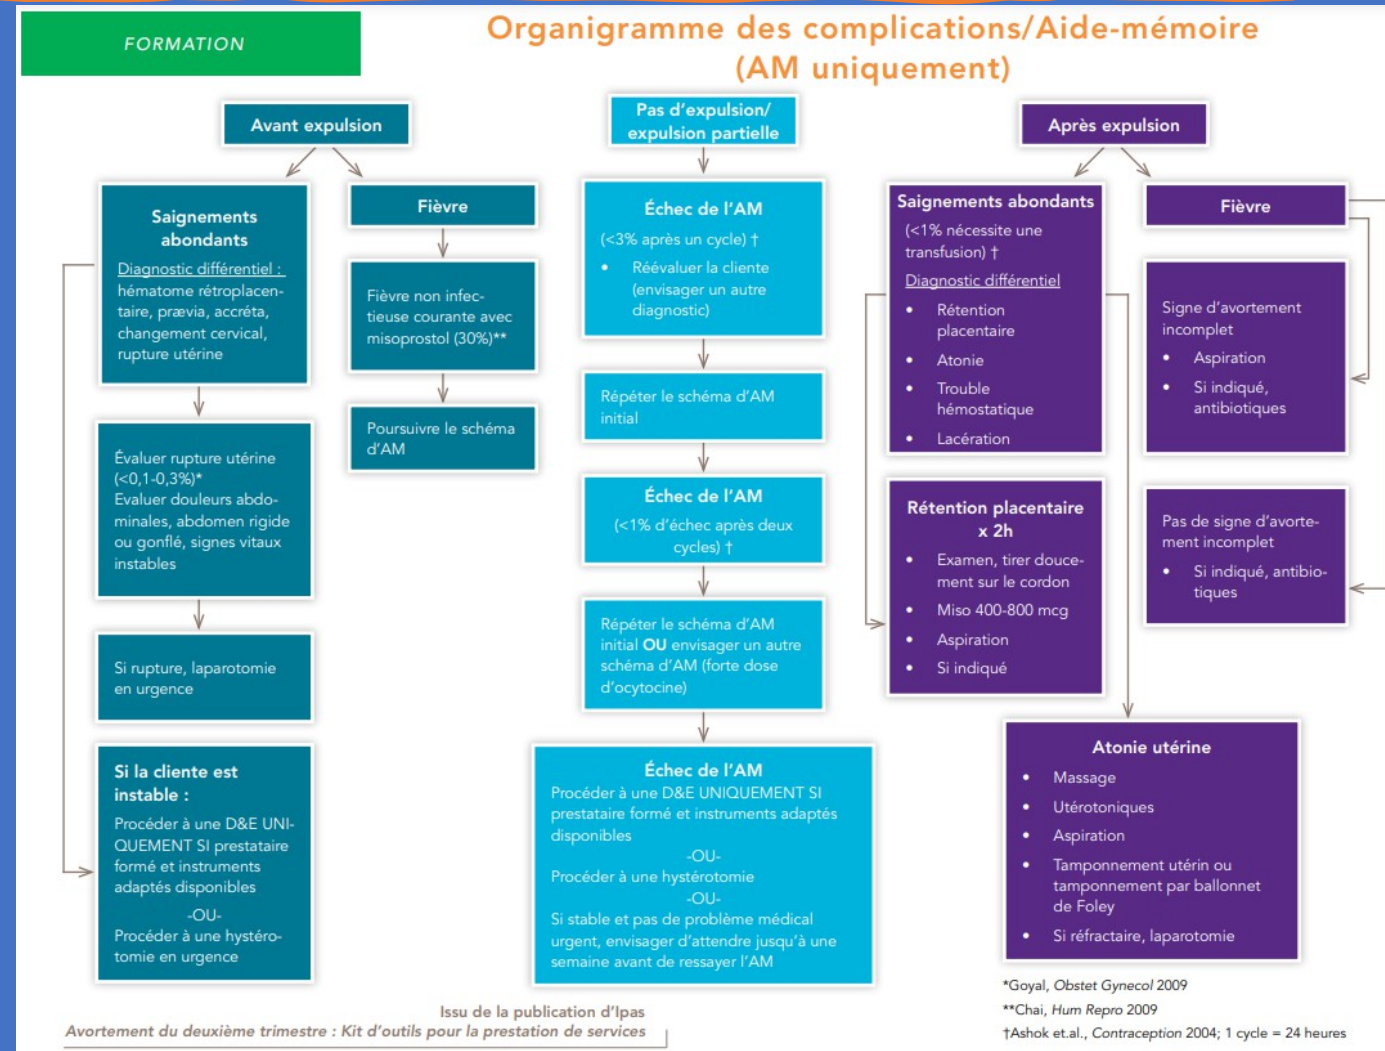 FORMATION
Organigramme des complications/Aide-mémoire
(AM uniquement)
Avant expulsion
Saignements
abondants
Diagnostic différentiel :
hématome rétroplacen-
taire, prævia, accréta,
changement cervical,
rupture utérine
Évaluer rupture utérine
(<0,1-0,3%)*
Evaluer douleurs abdo-
minales, abdomen rigide
ou gonflé, signes vitaux
instables
Si rupture, laparotomie
en urgence
Si la cliente est
instable :
Procéder à une D&E UNI-
QUEMENT SI prestataire
formé et instruments
adaptés disponibles
-OU-
Procéder à une hystéro-
tomie en urgence
Fièvre
Fièvre non infec-
tieuse courante avec
misoprostol (30%)**
Poursuivre le schéma
d’AM
Pas d’expulsion/
expulsion partielle
Échec de l’AM
(<3% après un cycle) †
• Réévaluer la cliente
(envisager un autre
diagnostic)
Répéter le schéma d’AM
initial
Échec de l’AM
(<1% d’échec après deux
cycles) †
Répéter le schéma d’AM
initial OU envisager un autre
schéma d’AM (forte dose
d’ocytocine)
Échec de l’AM
Procéder à une D&E UNIQUEMENT SI
prestataire formé et instruments adaptés
disponibles
-OU-
Procéder à une hystérotomie
-OU-
Si stable et pas de problème médical
urgent, envisager d’attendre jusqu’à une
semaine avant de ressayer l’AM
Après expulsion
Saignements abondants
(<1% nécessite une
transfusion) †
Diagnostic différentiel
• Rétention
placentaire
• Atonie
• Trouble
hémostatique
• Lacération
Rétention placentaire
x 2h
• Examen, tirer douce-
ment sur le cordon
• Miso 400-800 mcg
• Aspiration
• Si indiqué
Fièvre
Signe d’avortement
incomplet
• Aspiration
• Si indiqué,
antibiotiques
Pas de signe d’avorte-
ment incomplet
• Si indiqué, antibio-
tiques
Atonie utérine
• Massage
• Utérotoniques
• Aspiration
• Tamponnement utérin ou
tamponnement par ballonnet
de Foley
• Si réfractaire, laparotomie
*Goyal, Obstet Gynecol 2009
**Chai, Hum Repro 2009
†Ashok et.al., Contraception 2004; 1 cycle = 24 heures
Issu de la publication d’Ipas
Avortement du deuxième trimestre : Kit d’outils pour la prestation de services